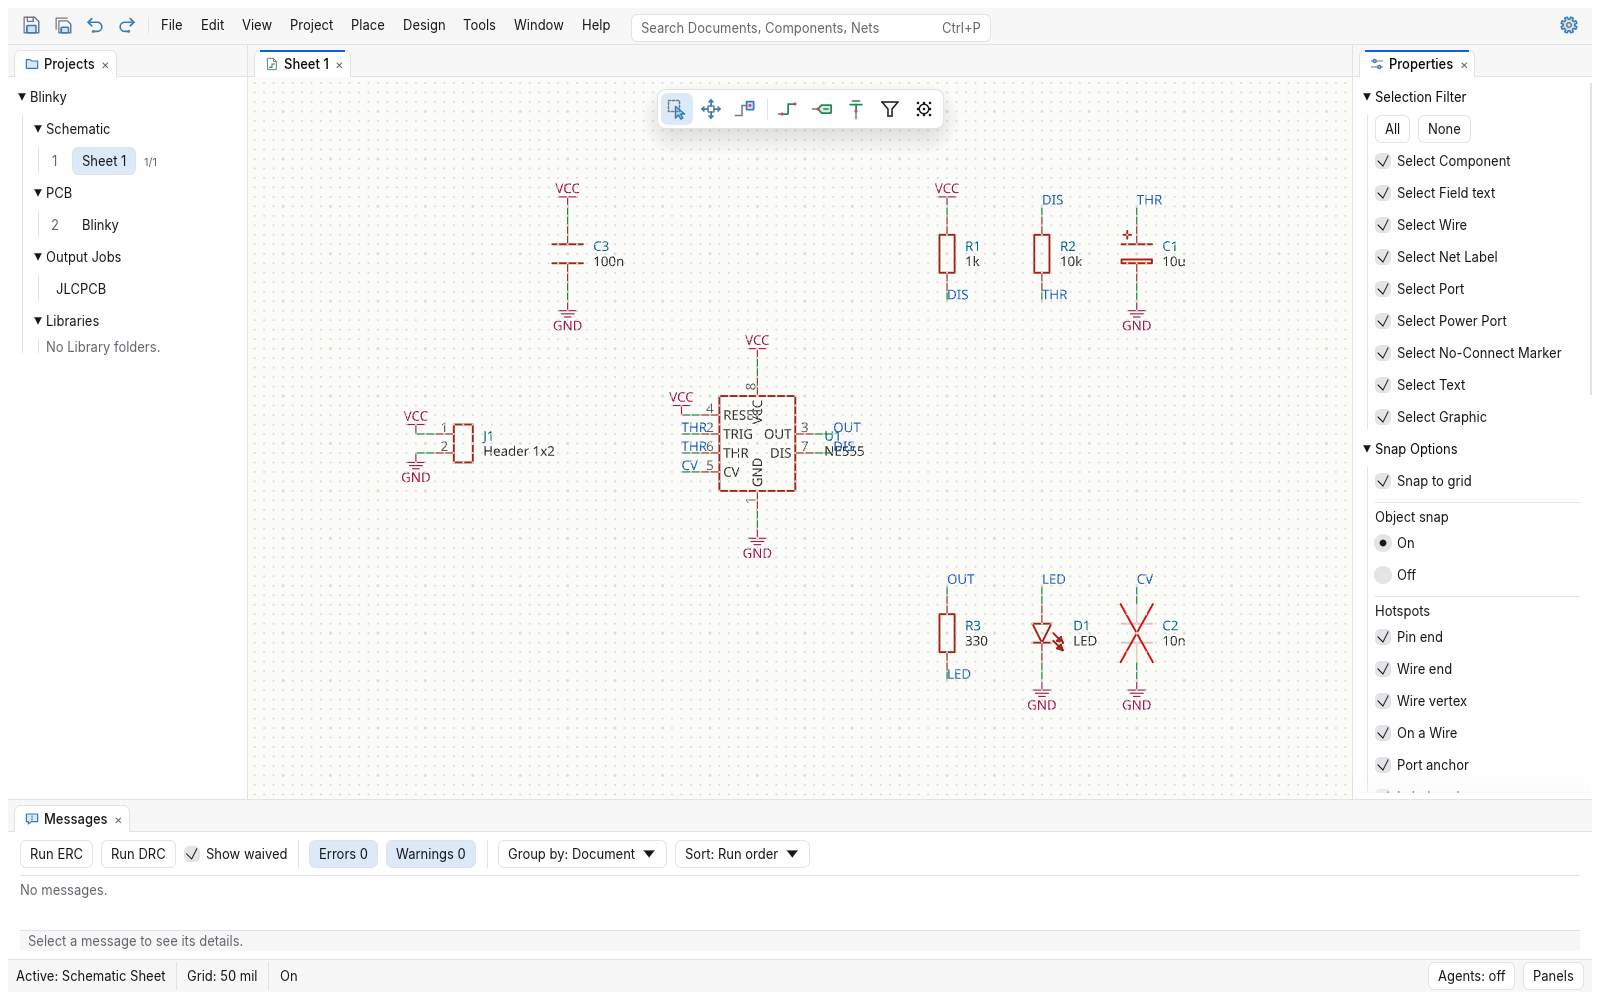 File Edit View Project Place Design Tools Window Help Search Documents, Components, Nets Ctrl+P
Projects × Sheet 1 × Properties ×
Blinky
Schematic
1 Sheet 1 1/1
PCB
2 Blinky
Output Jobs
JLCPCB
Libraries
No Library folders.
VCC
C3
100n
GND
VCC
R1
1k
DIS
DIS
R2
10k
THR
THR
C1
10u
GND
VCC
1
2
J1
Header 1x2
GND
VCC
8
VCC
VCC
4 RESET
THR 2 TRIG
THR 6 THR
CV 5 CV
OUT 3 OUT
DIS 7 DIS
U1
NE555
GND
1
GND
OUT
R3
330
LED
LED
D1
LED
GND
CV
C2
10n
GND
Selection Filter
All None
Select Component
Select Field text
Select Wire
Select Net Label
Select Port
Select Power Port
Select No-Connect Marker
Select Text
Select Graphic
Snap Options
Snap to grid
Object snap
On
Off
Hotspots
Pin end
Wire end
Wire vertex
On a Wire
Port anchor
Messages ×
Run ERC Run DRC Show waived Errors 0 Warnings 0 Group by: Document Sort: Run order
No messages.
Select a message to see its details.
Active: Schematic Sheet Grid: 50 mil On Agents: off Panels